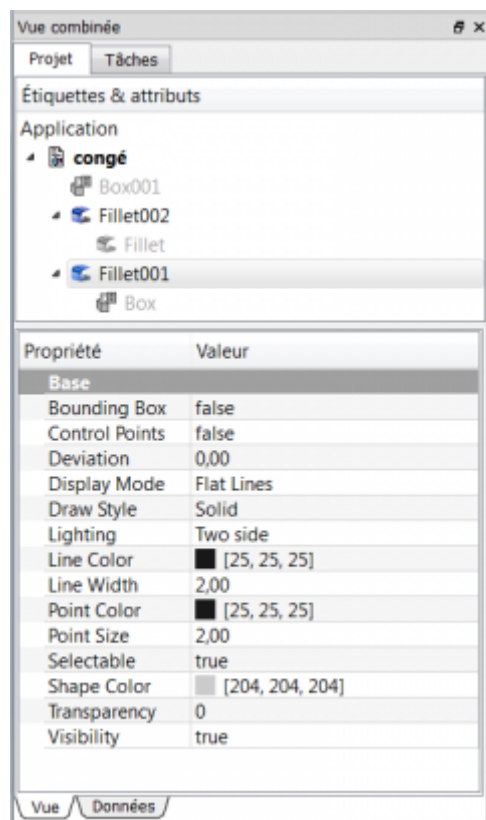 Vue combinée
Projet Tâches
Étiquettes & attributs
Application
congé
Box001
Fillet002
Fillet
Fillet001
Box
Propriété Valeur
Base
Bounding Box false
Control Points false
Deviation 0,00
Display Mode Flat Lines
Draw Style Solid
Lighting Two side
Line Color [25, 25, 25]
Line Width 2,00
Point Color [25, 25, 25]
Point Size 2,00
Selectable true
Shape Color [204, 204, 204]
Transparency 0
Visibility true
Vue Données